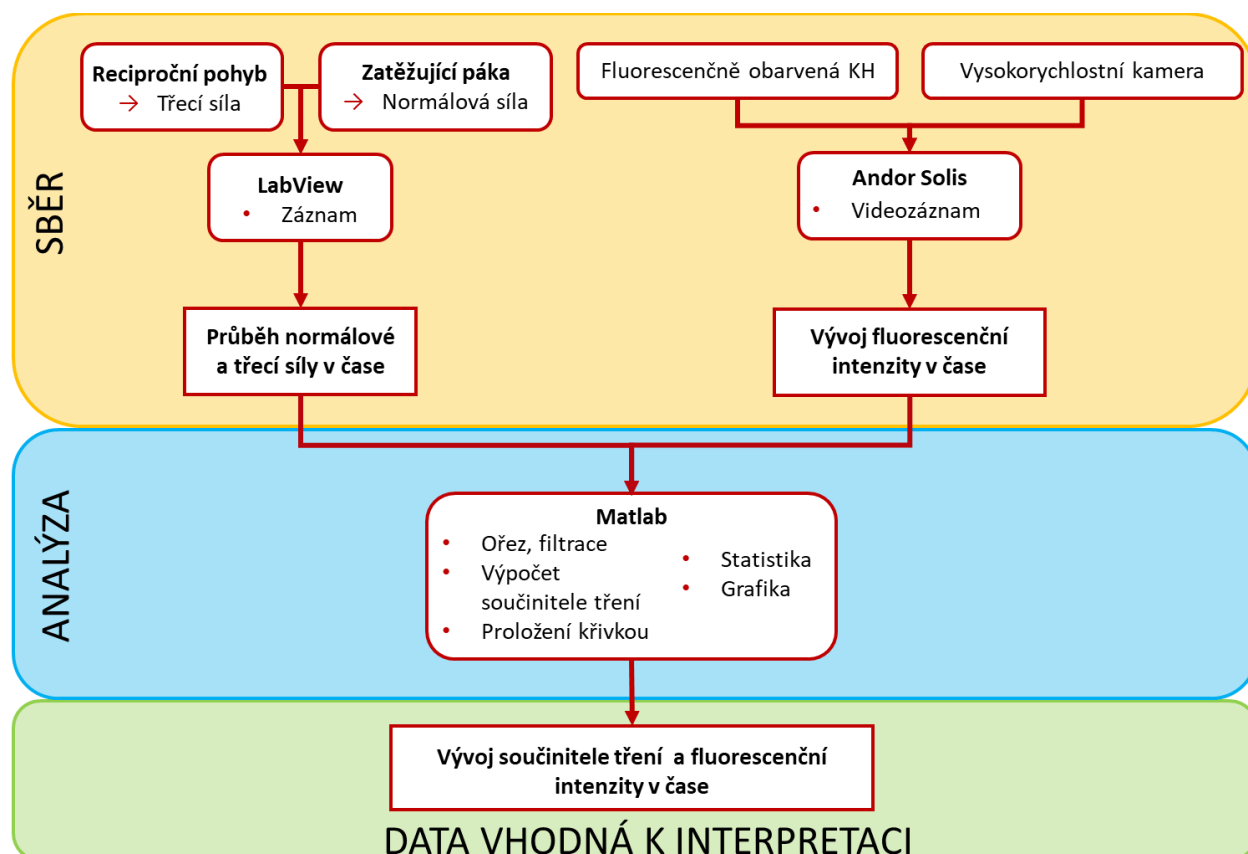 SBĚR
Reciproční pohyb
→ Třecí síla
Zatěžující páka
→ Normálová síla
Fluorescenčně obarvená KH
Vysokorychlostní kamera
LabView
• Záznam
Andor Solis
• Videozáznam
Průběh normálové
a třecí síly v čase
Vývoj fluorescenční
intenzity v čase
ANALÝZA
Matlab
• Ořez, filtrace
• Výpočet
součinitele tření
• Proložení křivkou
• Statistika
• Grafika
Vývoj součinitele tření a fluorescenční
intenzity v čase
DATA VHODNÁ K INTERPRETACI